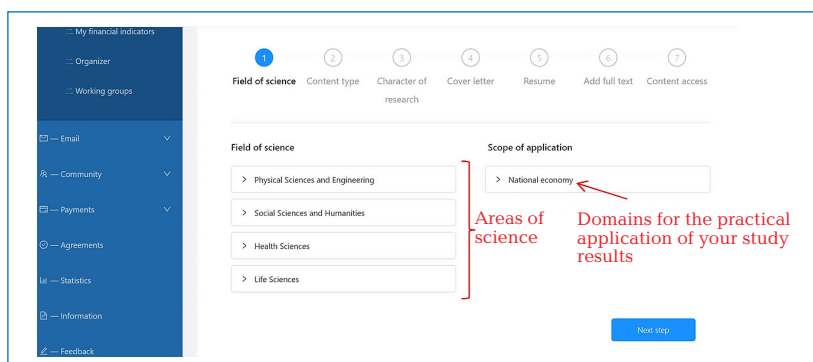 My financial indicators
Organizer
Working groups
— Email
— Community
— Payments
— Agreements
— Statistics
— Information
— Feedback
1 2 3 4 5 6 7
Field of science Content type Character of Cover letter Resume Add full text Content access
research
Field of science Scope of application
> Physical Sciences and Engineering > National economy
> Social Sciences and Humanities
> Health Sciences
> Life Sciences
Areas of
science
Domains for the practical
application of your study
results
Next step